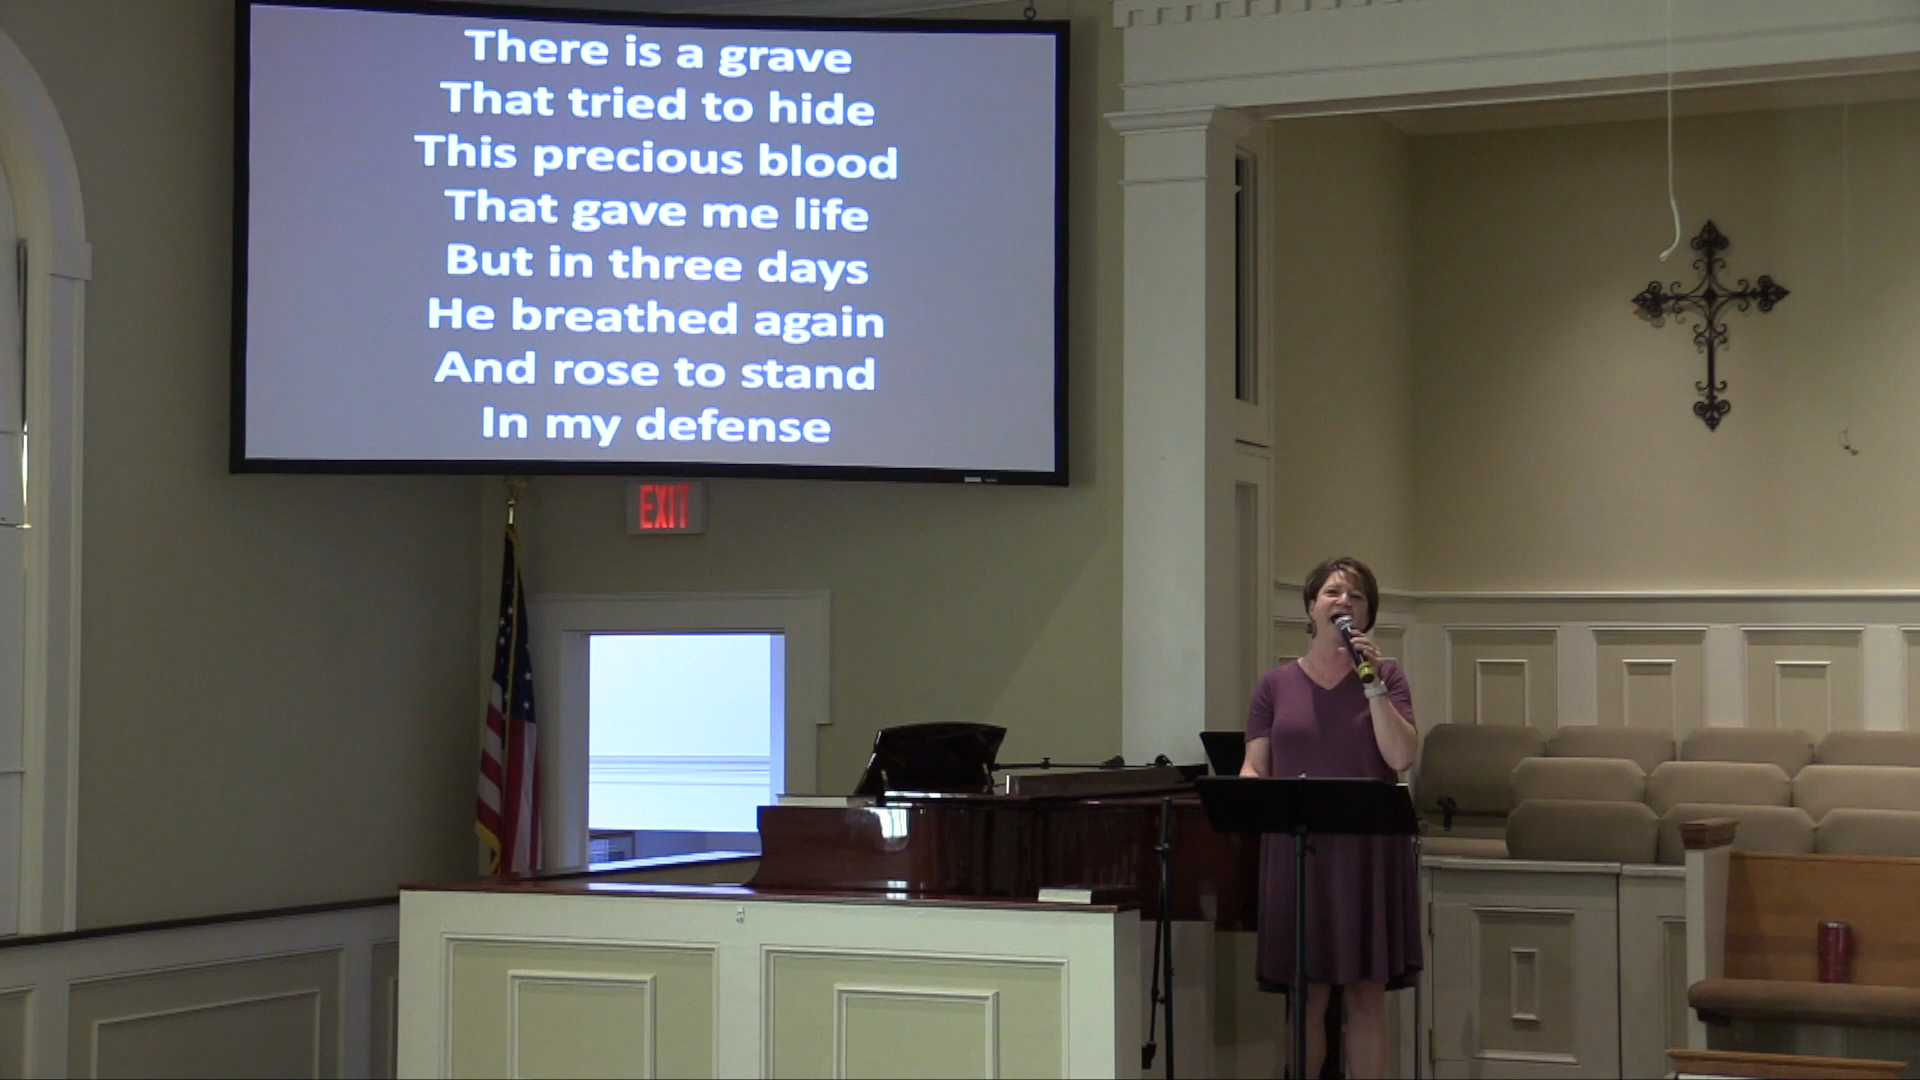 There is a grave
That tried to hide
This precious blood
That gave me life
But in three days
He breathed again
And rose to stand
In my defense
EXIT